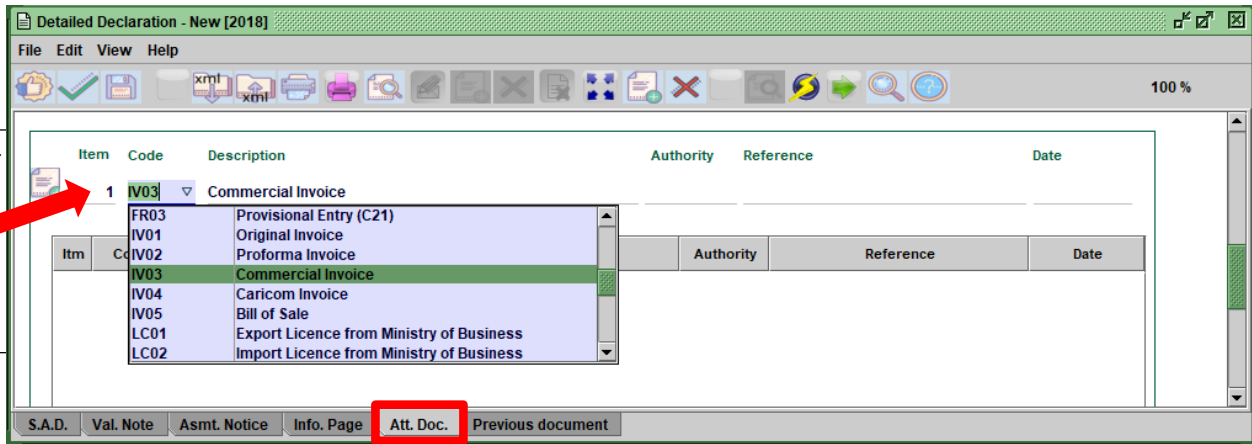 Detailed Declaration - New [2018]
File Edit View Help
xml xml 100 %
Item Code Description Authority Reference Date
1 IV03 Commercial Invoice
FR03 Provisional Entry (C21)
IV01 Original Invoice
Itm Co IV02 Proforma Invoice Authority Reference Date
IV03 Commercial Invoice
IV04 Caricom Invoice
IV05 Bill of Sale
LC01 Export Licence from Ministry of Business
LC02 Import Licence from Ministry of Business
S.A.D. Val. Note Asmt. Notice Info. Page Att. Doc. Previous document